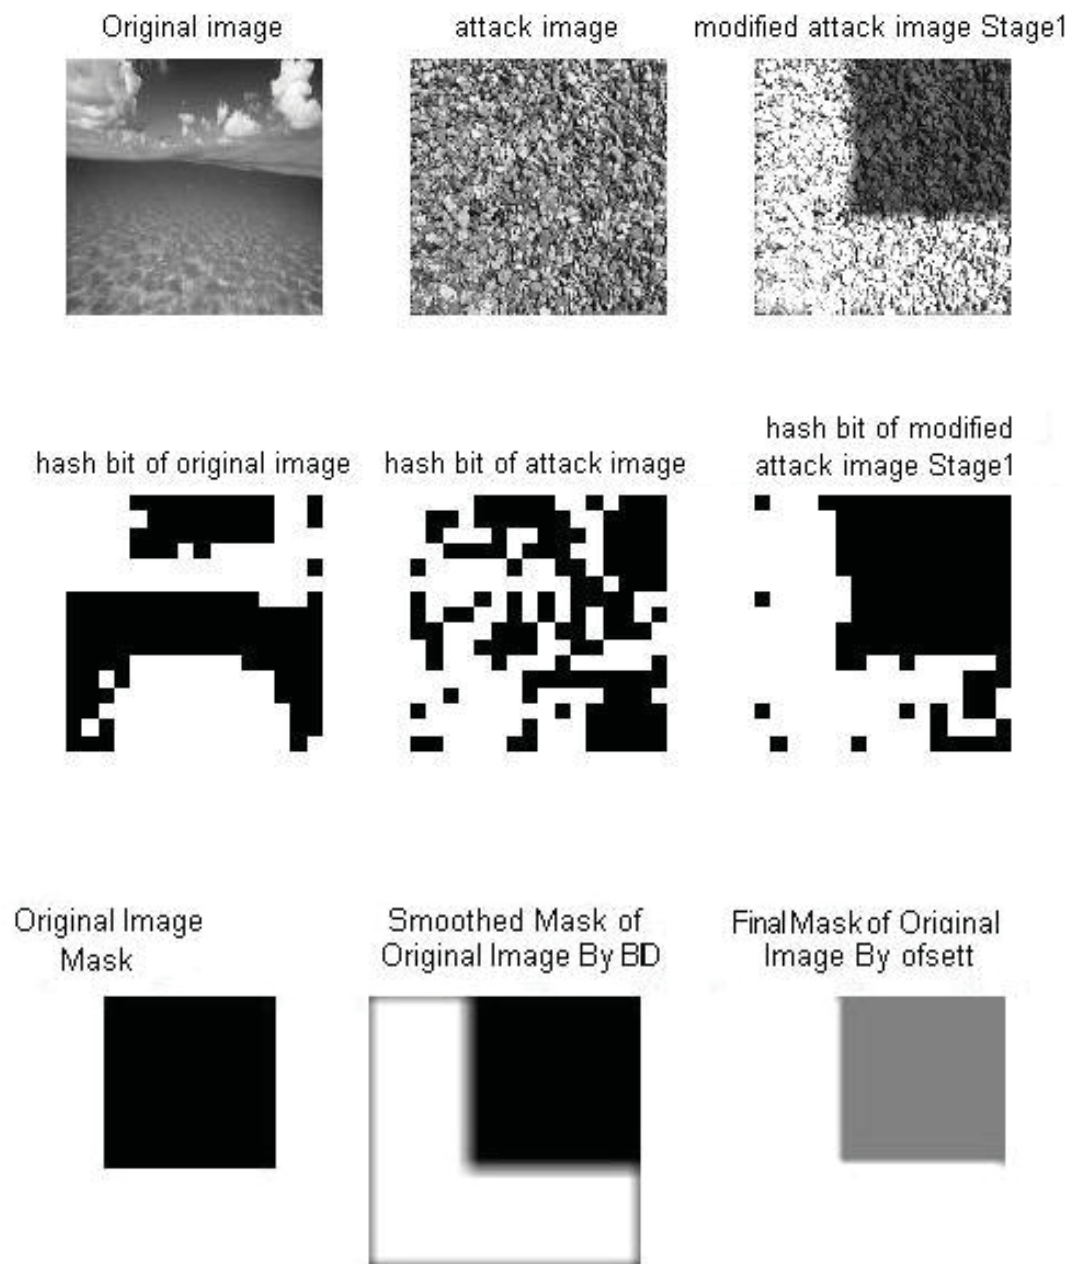 Original image
attack image
modified attack image Stage1
hash bit of original image
hash bit of attack image
hash bit of modified
attack image Stage1
Original Image
Mask
Smoothed Mask of
Original Image By BD
Final Mask of Original
Image By ofsett